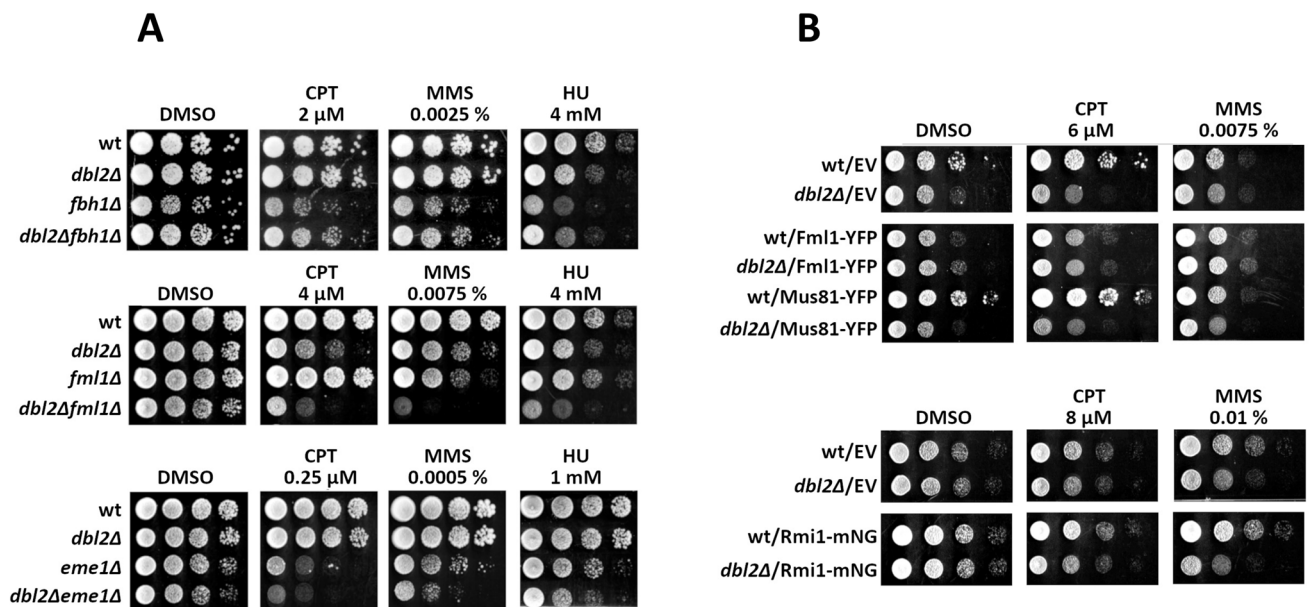 A
CPT MMS HU
DMSO 2 µM 0.0025 % 4 mM
wt
dbl2Δ
fbh1Δ
dbl2Δfbh1Δ
CPT MMS HU
DMSO 4 µM 0.0075 % 4 mM
wt
dbl2Δ
fml1Δ
dbl2Δfml1Δ
CPT MMS HU
DMSO 0.25 µM 0.0005 % 1 mM
wt
dbl2Δ
eme1Δ
dbl2Δeme1Δ
B
CPT MMS
DMSO 6 µM 0.0075 %
wt/EV
dbl2Δ/EV
wt/Fml1-YFP
dbl2Δ/Fml1-YFP
wt/Mus81-YFP
dbl2Δ/Mus81-YFP
CPT MMS
DMSO 8 µM 0.01 %
wt/EV
dbl2Δ/EV
wt/Rmi1-mNG
dbl2Δ/Rmi1-mNG